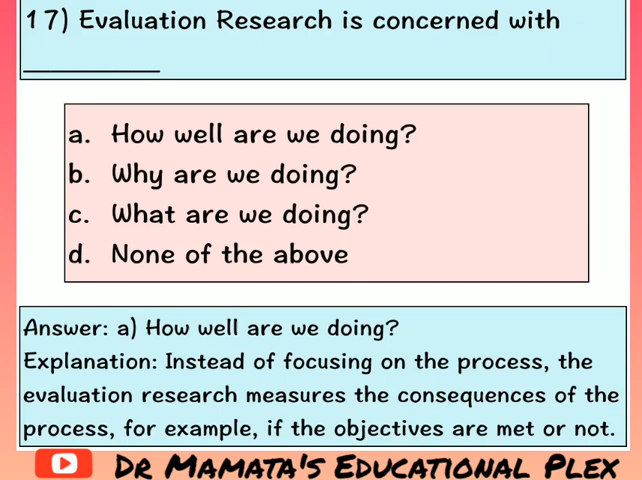 17) Evaluation Research is concerned with
__________
a. How well are we doing?
b. Why are we doing?
c. What are we doing?
d. None of the above
Answer: a) How well are we doing?
Explanation: Instead of focusing on the process, the
evaluation research measures the consequences of the
process, for example, if the objectives are met or not.
DR MAMATA'S EDUCATIONAL PLEX